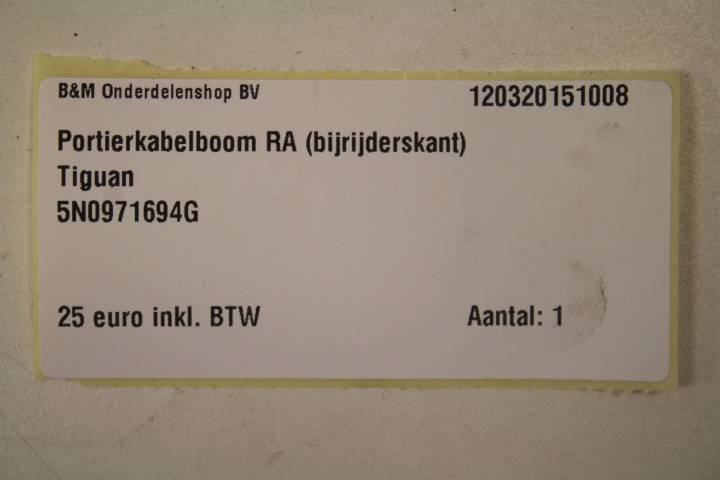 B&M Onderdelenshop BV 120320151008
Portierkabelboom RA (bijrijderskant)
Tiguan
5N0971694G
25 euro inkl. BTW Aantal: 1